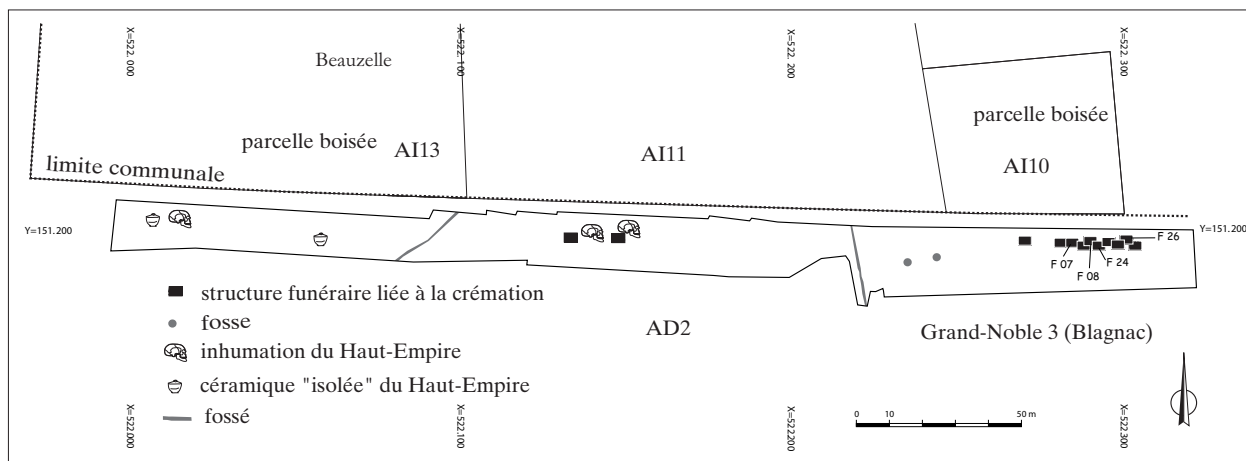 X=522. 000
X=522. 100
X=522. 200
X=522. 300
Beauzelle
parcelle boisée
AI13
AI11
parcelle boisée
AI10
limite communale
Y=151.200
Y=151.200
F 26
F 07
F 24
F 08
structure funéraire liée à la crémation
fosse
inhumation du Haut-Empire
céramique "isolée" du Haut-Empire
fossé
AD2
Grand-Noble 3 (Blagnac)
X=522.000
X=522.100
X=522200
X=522.300
0 10 50 m